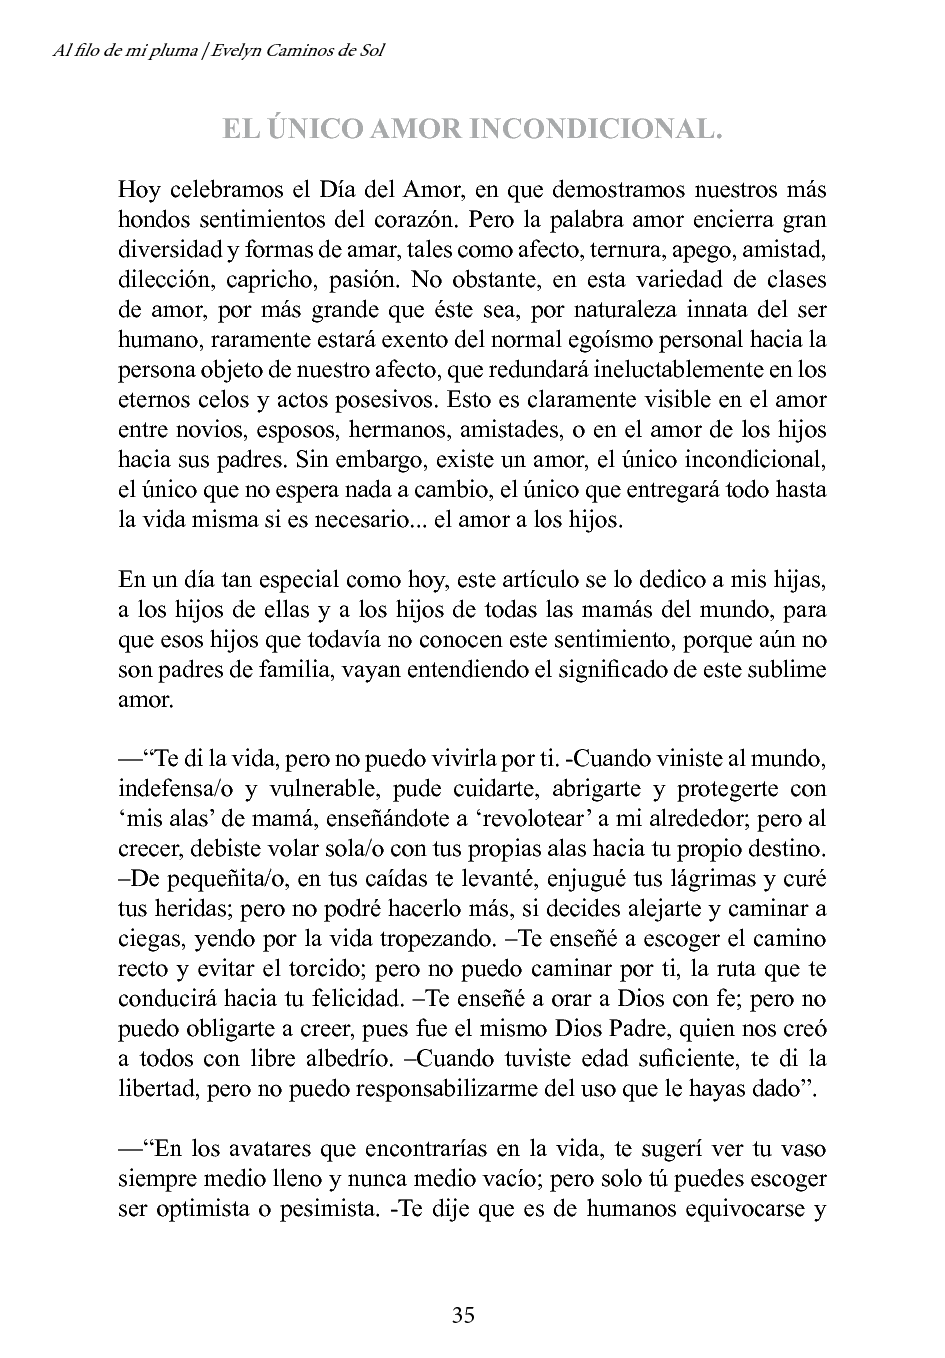 Al filo de mi pluma | Evelyn Caminos de Sol
EL ÚNICO AMOR INCONDICIONAL.
Hoy celebramos el Día del Amor, en que demostramos nuestros más
hondos sentimientos del corazón. Pero la palabra amor encierra gran
diversidad y formas de amar, tales como afecto, ternura, apego, amistad,
dilección, capricho, pasión. No obstante, en esta variedad de clases
de amor, por más grande que éste sea, por naturaleza innata del ser
humano, raramente estará exento del normal egoísmo personal hacia la
persona objeto de nuestro afecto, que redundará ineluctablemente en los
eternos celos y actos posesivos. Esto es claramente visible en el amor
entre novios, esposos, hermanos, amistades, o en el amor de los hijos
hacia sus padres. Sin embargo, existe un amor, el único incondicional,
el único que no espera nada a cambio, el único que entregará todo hasta
la vida misma si es necesario... el amor a los hijos.
En un día tan especial como hoy, este artículo se lo dedico a mis hijas,
a los hijos de ellas y a los hijos de todas las mamás del mundo, para
que esos hijos que todavía no conocen este sentimiento, porque aún no
son padres de familia, vayan entendiendo el significado de este sublime
amor.
—“Te di la vida, pero no puedo vivirla por ti. -Cuando viniste al mundo,
indefensa/o y vulnerable, pude cuidarte, abrigarte y protegerte con
‘mis alas’ de mamá, enseñándote a ‘revolotear’ a mi alrededor; pero al
crecer, debiste volar sola/o con tus propias alas hacia tu propio destino.
–De pequeñita/o, en tus caídas te levanté, enjugué tus lágrimas y curé
tus heridas; pero no podré hacerlo más, si decides alejarte y caminar a
ciegas, yendo por la vida tropezando. –Te enseñé a escoger el camino
recto y evitar el torcido; pero no puedo caminar por ti, la ruta que te
conducirá hacia tu felicidad. –Te enseñé a orar a Dios con fe; pero no
puedo obligarte a creer, pues fue el mismo Dios Padre, quien nos creó
a todos con libre albedrío. –Cuando tuviste edad suficiente, te di la
libertad, pero no puedo responsabilizarme del uso que le hayas dado”.
—“En los avatares que encontrarías en la vida, te sugerí ver tu vaso
siempre medio lleno y nunca medio vacío; pero solo tú puedes escoger
ser optimista o pesimista. -Te dije que es de humanos equivocarse y
35